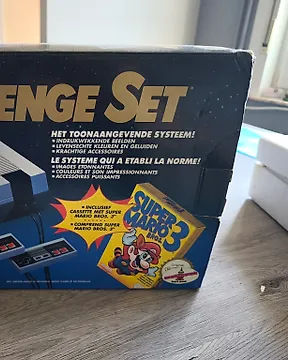 ENGE SET
HET TOONAANGEVENDE SYSTEEM!
• INDRUKWEKKENDE BEELDEN
• LEVENSECHTE KLEUREN EN GELUIDEN
• KRACHTIGE ACCESSOIRES
LE SYSTEME QUI A ETABLI LA NORME!
• IMAGES ETONNANTES
• COULEURS ET SON IMPRESSIONNANTS
• ACCESSOIRES PUISSANTS
• INCLUSIEF
CASSETTE MET SUPER
MARIO BROS. 3"
• COMPREND SUPER
MARIO BROS. 3"
SUPER
MARIO
BROS.
3